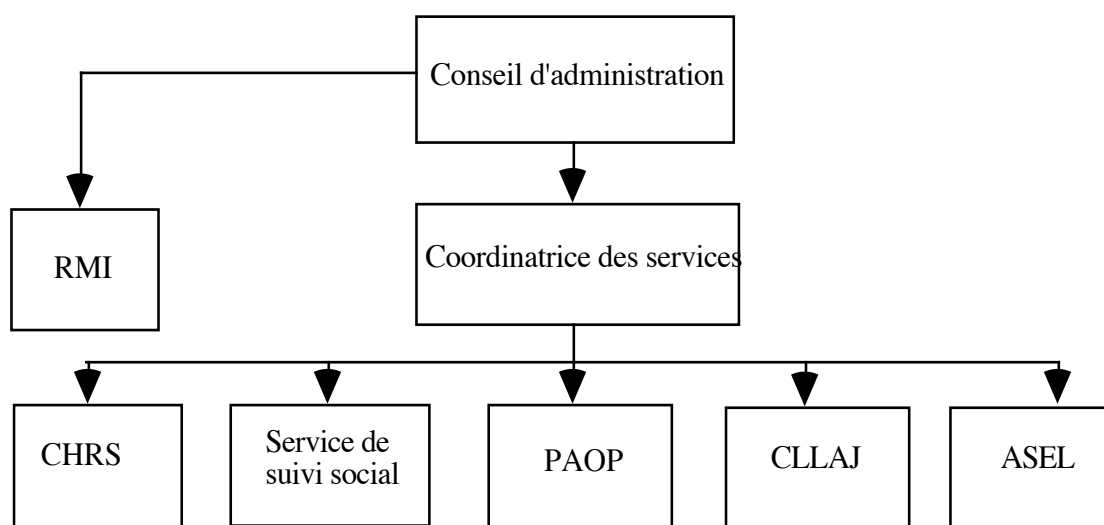 Conseil d'administration
RMI
Coordinatrice des services
CHRS
Service de
suivi social
PAOP
CLLAJ
ASEL